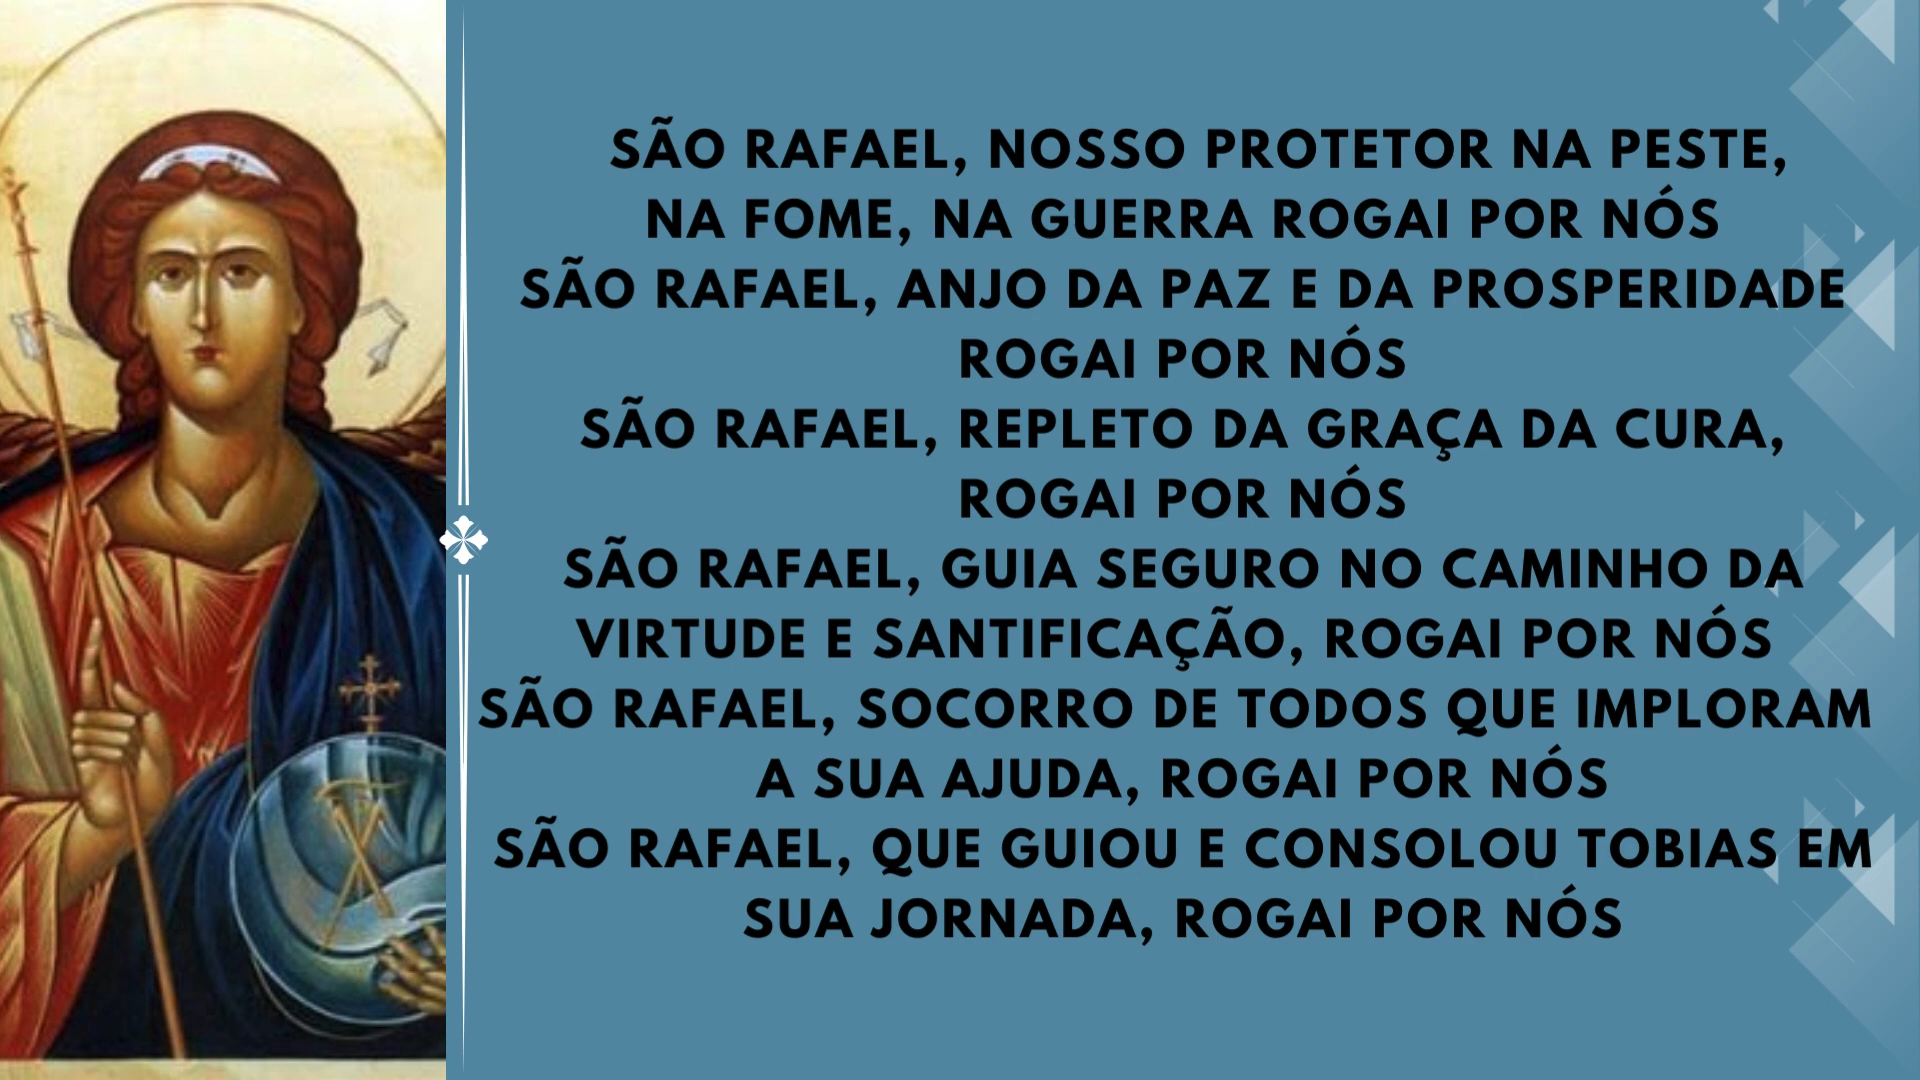 SÃO RAFAEL, NOSSO PROTETOR NA PESTE,
NA FOME, NA GUERRA ROGAI POR NÓS
SÃO RAFAEL, ANJO DA PAZ E DA PROSPERIDADE
ROGAI POR NÓS
SÃO RAFAEL, REPLETO DA GRAÇA DA CURA,
ROGAI POR NÓS
SÃO RAFAEL, GUIA SEGURO NO CAMINHO DA
VIRTUDE E SANTIFICAÇÃO, ROGAI POR NÓS
SÃO RAFAEL, SOCORRO DE TODOS QUE IMPLORAM
A SUA AJUDA, ROGAI POR NÓS
SÃO RAFAEL, QUE GUIOU E CONSOLOU TOBIAS EM
SUA JORNADA, ROGAI POR NÓS